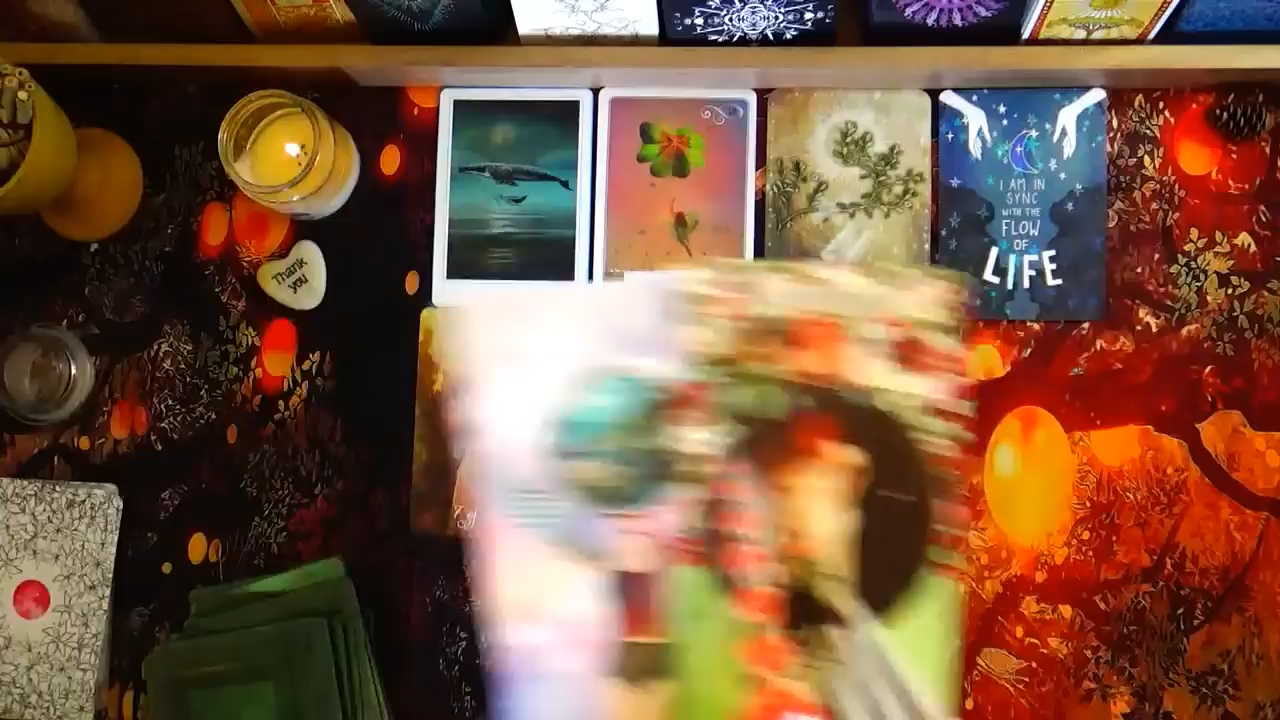 I AM IN
SYNC
WITH THE
FLOW
OF
LIFE
Thank
you